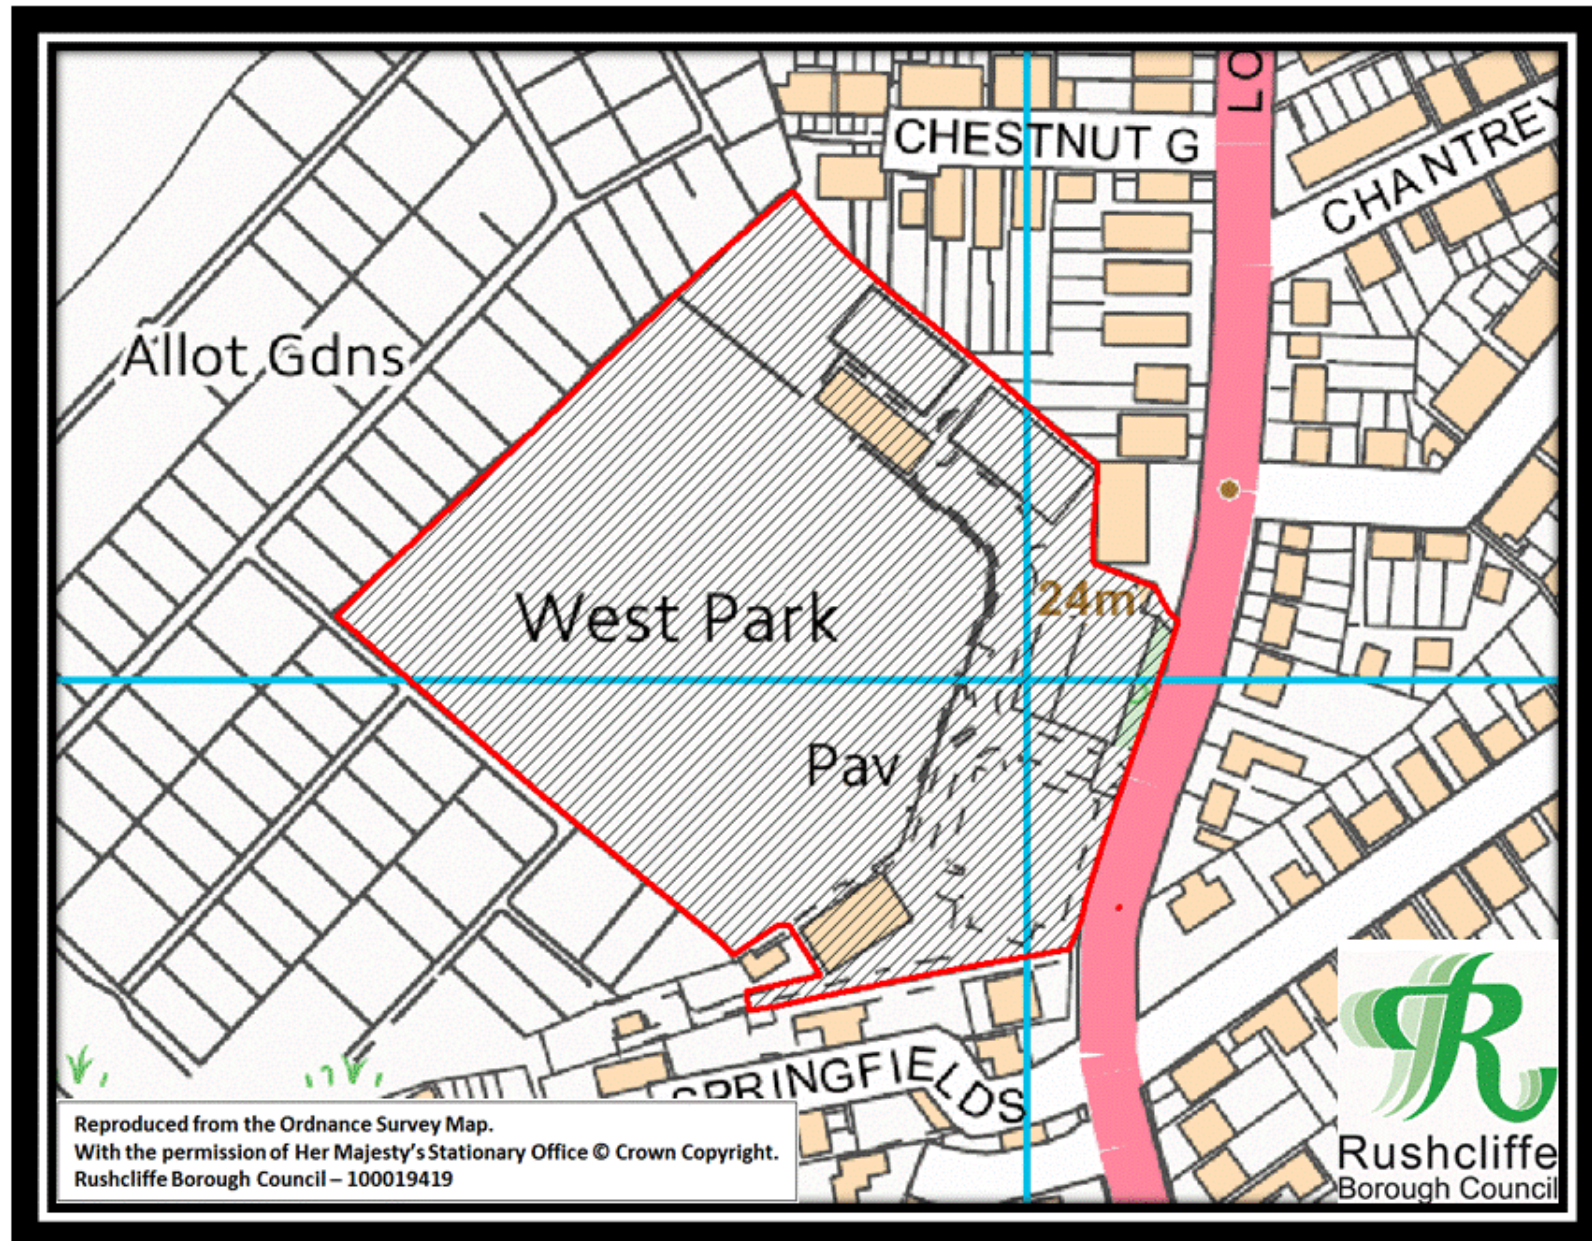 LO
CHESTNUT G
CHANTREY
Allot Gdns
West Park
24m
Pav
SPRINGFIELDS
Reproduced from the Ordnance Survey Map.
With the permission of Her Majesty's Stationary Office © Crown Copyright.
Rushcliffe Borough Council – 100019419
R
Rushcliffe
Borough Council